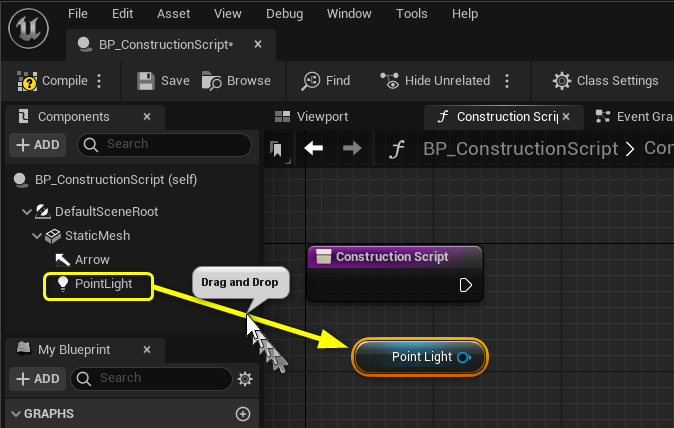 File Edit Asset View Debug Window Tools Help
BP_ConstructionScript*
Compile Save Browse Find Hide Unrelated Class Settings
Components Viewport Construction Scrip Event Gra
ADD Search BP_ConstructionScript Con
BP_ConstructionScript (self)
DefaultSceneRoot
StaticMesh
Arrow
PointLight
Construction Script
Drag and Drop
Point Light
My Blueprint
ADD Search
GRAPHS